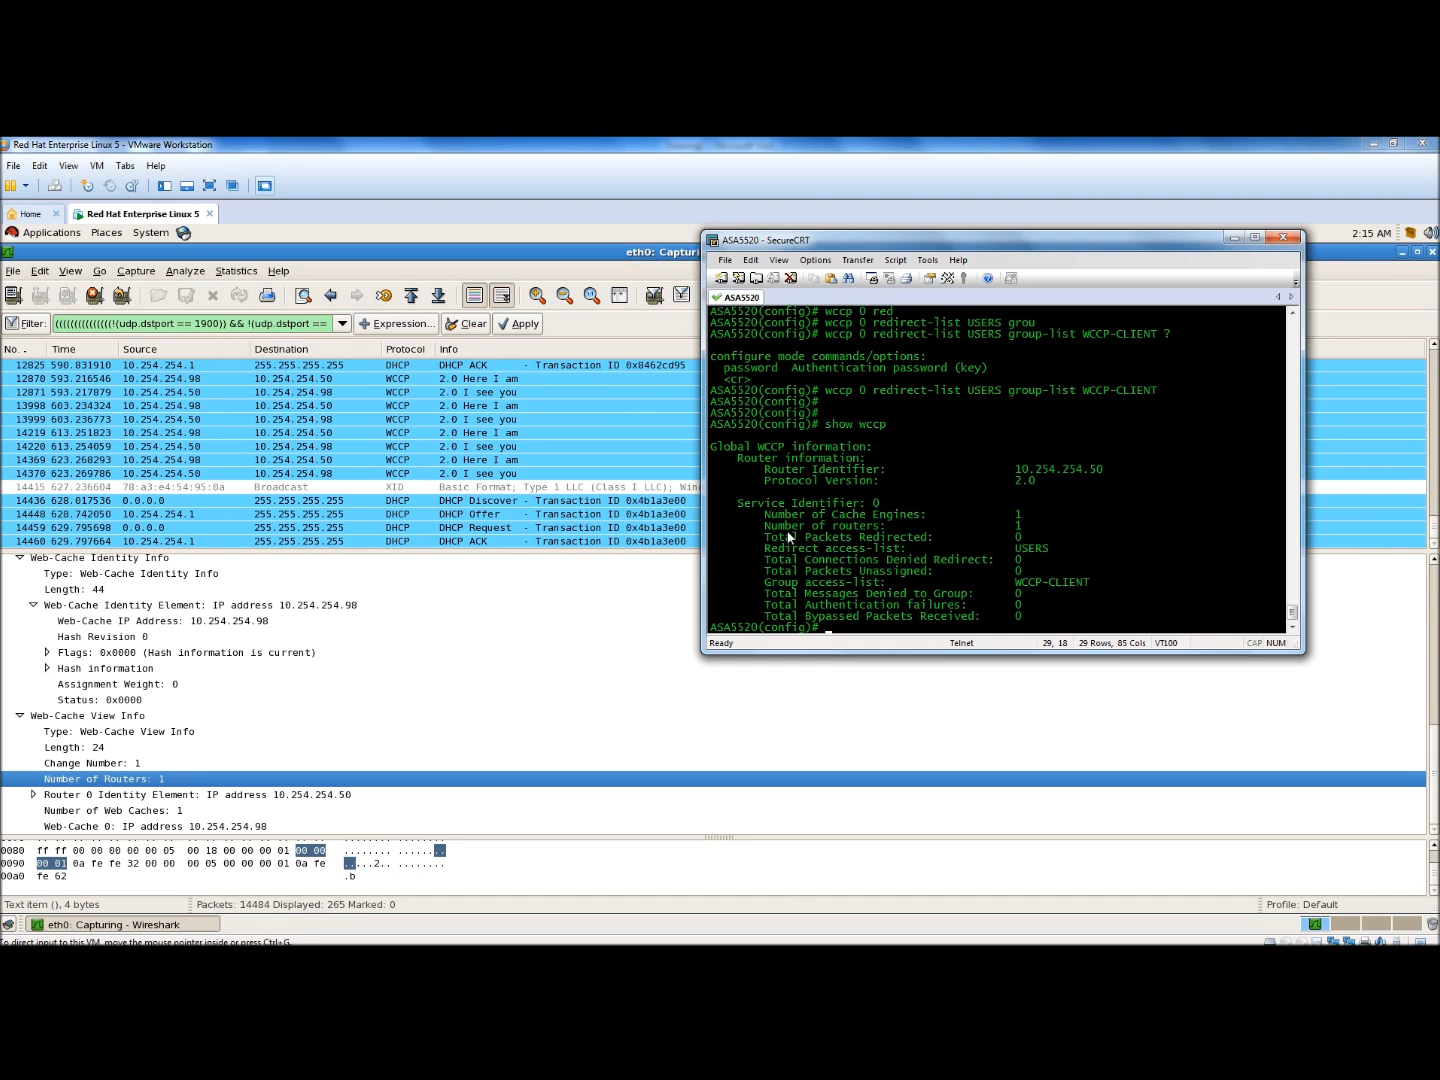 Red Hat Enterprise Linux 5 - VMware Workstation
File Edit View VM Tabs Help
Home Red Hat Enterprise Linux 5
Applications Places System 2:15 AM
eth0: Capturi
File Edit View Go Capture Analyze Statistics Help
Filter: (((((((((((((((!(udp.dstport == 1900)) && !(udp.dstport == Expression... Clear Apply
No. . Time Source Destination Protocol Info
12825 590.831910 10.254.254.1 255.255.255.255 DHCP DHCP ACK - Transaction ID 0x8462cd95
12870 593.216546 10.254.254.98 10.254.254.50 WCCP 2.0 Here I am
12871 593.217879 10.254.254.50 10.254.254.98 WCCP 2.0 I see you
13998 603.234324 10.254.254.98 10.254.254.50 WCCP 2.0 Here I am
13999 603.236773 10.254.254.50 10.254.254.98 WCCP 2.0 I see you
14219 613.251823 10.254.254.98 10.254.254.50 WCCP 2.0 Here I am
14220 613.254059 10.254.254.50 10.254.254.98 WCCP 2.0 I see you
14369 623.268293 10.254.254.98 10.254.254.50 WCCP 2.0 Here I am
14370 623.269786 10.254.254.50 10.254.254.98 WCCP 2.0 I see you
14415 627.236604 78:a3:e4:54:95:0a Broadcast XID Basic Format; Type 1 LLC (Class I LLC); Win
14436 628.017536 0.0.0.0 255.255.255.255 DHCP DHCP Discover - Transaction ID 0x4b1a3e00
14448 628.742050 10.254.254.1 255.255.255.255 DHCP DHCP Offer - Transaction ID 0x4b1a3e00
14459 629.795698 0.0.0.0 255.255.255.255 DHCP DHCP Request - Transaction ID 0x4b1a3e00
14460 629.797664 10.254.254.1 255.255.255.255 DHCP DHCP ACK - Transaction ID 0x4b1a3e00
Web-Cache Identity Info
Type: Web-Cache Identity Info
Length: 44
Web-Cache Identity Element: IP address 10.254.254.98
Web-Cache IP Address: 10.254.254.98
Hash Revision 0
Flags: 0x0000 (Hash information is current)
Hash information
Assignment Weight: 0
Status: 0x0000
Web-Cache View Info
Type: Web-Cache View Info
Length: 24
Change Number: 1
Number of Routers: 1
Router 0 Identity Element: IP address 10.254.254.50
Number of Web Caches: 1
Web-Cache 0: IP address 10.254.254.98
0080 ff ff 00 00 00 00 00 05 00 18 00 00 00 01 00 00 ........ ........
0090 00 01 0a fe fe 32 00 00 00 05 00 00 00 01 0a fe .....2.. ........
00a0 fe 62 .b
Text item (), 4 bytes Packets: 14484 Displayed: 265 Marked: 0 Profile: Default
eth0: Capturing - Wireshark
To direct input to this VM, move the mouse pointer inside or press Ctrl+G.
ASA5520 - SecureCRT
File Edit View Options Transfer Script Tools Help
ASA5520
ASA5520(config)# wccp 0 red
ASA5520(config)# wccp 0 redirect-list USERS grou
ASA5520(config)# wccp 0 redirect-list USERS group-list WCCP-CLIENT ?
configure mode commands/options:
password Authentication password (key)
<cr>
ASA5520(config)# wccp 0 redirect-list USERS group-list WCCP-CLIENT
ASA5520(config)#
ASA5520(config)#
ASA5520(config)# show wccp
Global WCCP information:
Router information:
Router Identifier: 10.254.254.50
Protocol Version: 2.0
Service Identifier: 0
Number of Cache Engines: 1
Number of routers: 1
Total Packets Redirected: 0
Redirect access-list: USERS
Total Connections Denied Redirect: 0
Total Packets Unassigned: 0
Group access-list: WCCP-CLIENT
Total Messages Denied to Group: 0
Total Authentication failures: 0
Total Bypassed Packets Received: 0
ASA5520(config)# _
Ready Telnet 29, 18 29 Rows, 85 Cols VT100 CAP NUM